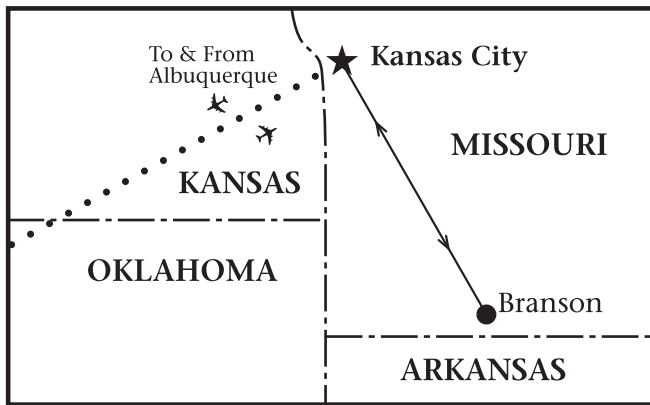 To & From
Albuquerque
Kansas City
MISSOURI
KANSAS
OKLAHOMA
Branson
ARKANSAS